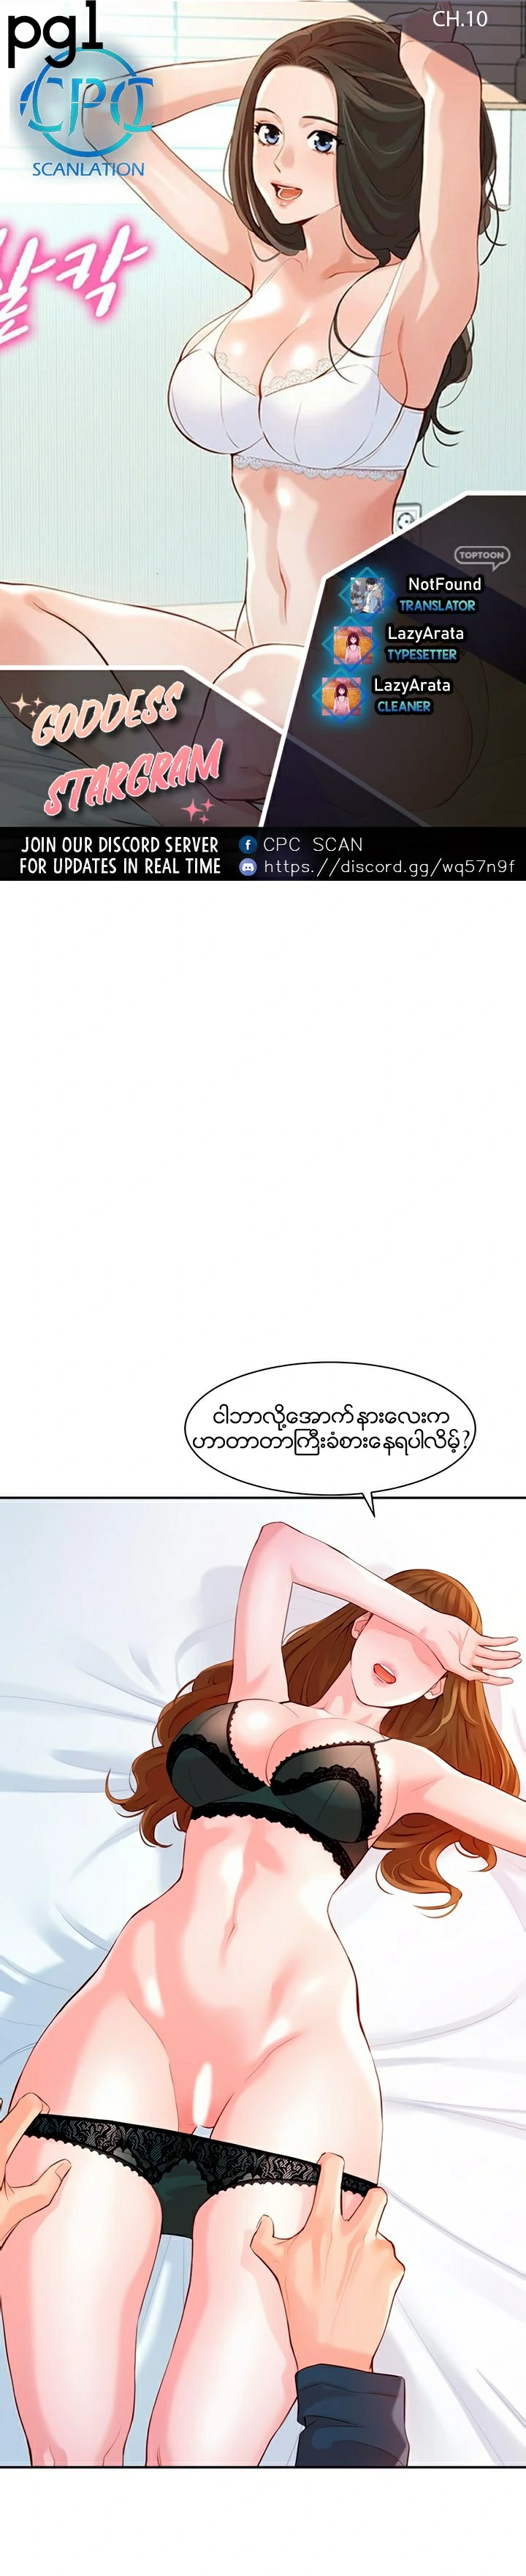 pg1
CH.10
CPC
SCANLATION
찰칵
TOPTOON
NotFound
TRANSLATOR
LazyArata
TYPESETTER
LazyArata
CLEANER
GODDESS
STARGRAM
JOIN OUR DISCORD SERVER
FOR UPDATES IN REAL TIME
CPC SCAN
https://discord.gg/wq57n9f
ငါဘာလို့အောက်နားလေးက
ဟာတာတာကြီးခံစားနေရပါလိမ့်?